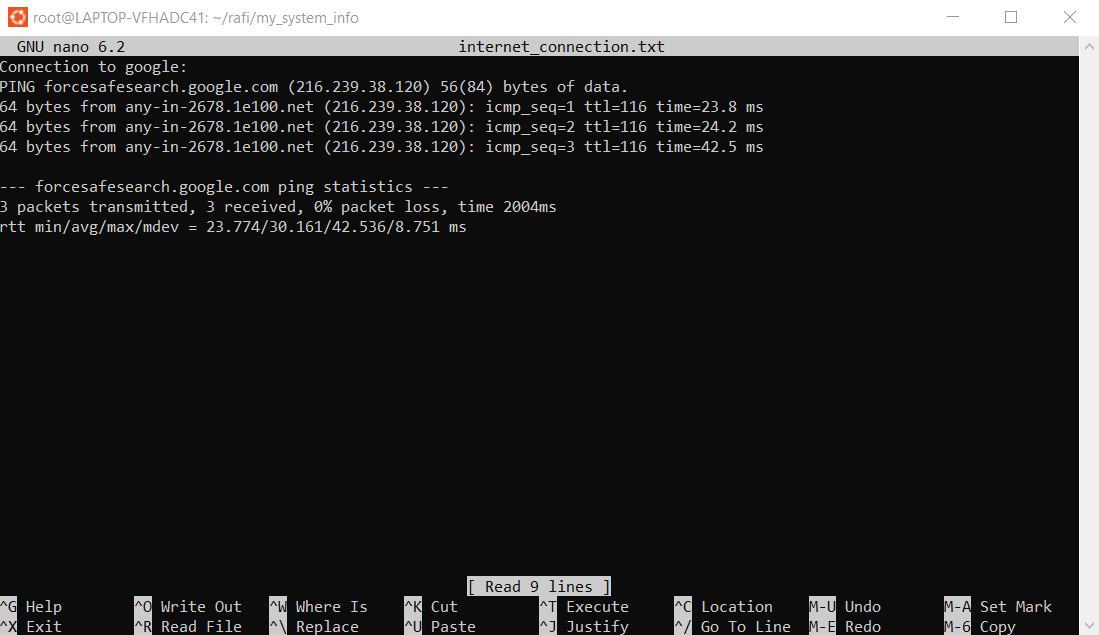 root@LAPTOP-VFHADC41: ~/rafi/my_system_info
GNU nano 6.2 internet_connection.txt
Connection to google:
PING forcesafesearch.google.com (216.239.38.120) 56(84) bytes of data.
64 bytes from any-in-2678.1e100.net (216.239.38.120): icmp_seq=1 ttl=116 time=23.8 ms
64 bytes from any-in-2678.1e100.net (216.239.38.120): icmp_seq=2 ttl=116 time=24.2 ms
64 bytes from any-in-2678.1e100.net (216.239.38.120): icmp_seq=3 ttl=116 time=42.5 ms
--- forcesafesearch.google.com ping statistics ---
3 packets transmitted, 3 received, 0% packet loss, time 2004ms
rtt min/avg/max/mdev = 23.774/30.161/42.536/8.751 ms
[ Read 9 lines ]
^G Help ^O Write Out ^W Where Is ^K Cut ^T Execute ^C Location M-U Undo M-A Set Mark
^X Exit ^R Read File ^\ Replace ^U Paste ^J Justify ^/ Go To Line M-E Redo M-6 Copy